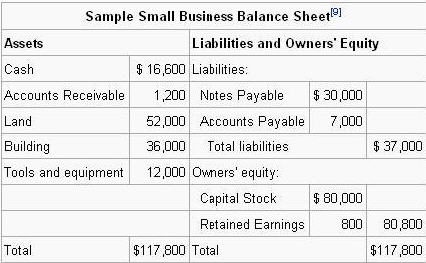 Sample Small Business Balance Sheet[9]
Assets Liabilities and Owners' Equity
Cash $ 16,600 Liabilities:
Accounts Receivable 1,200 Notes Payable $ 30,000
Land 52,000 Accounts Payable 7,000
Building 36,000 Total liabilities $ 37,000
Tools and equipment 12,000 Owners' equity:
Capital Stock $ 80,000
Retained Earnings 800 80,800
Total $117,800 Total $117,800